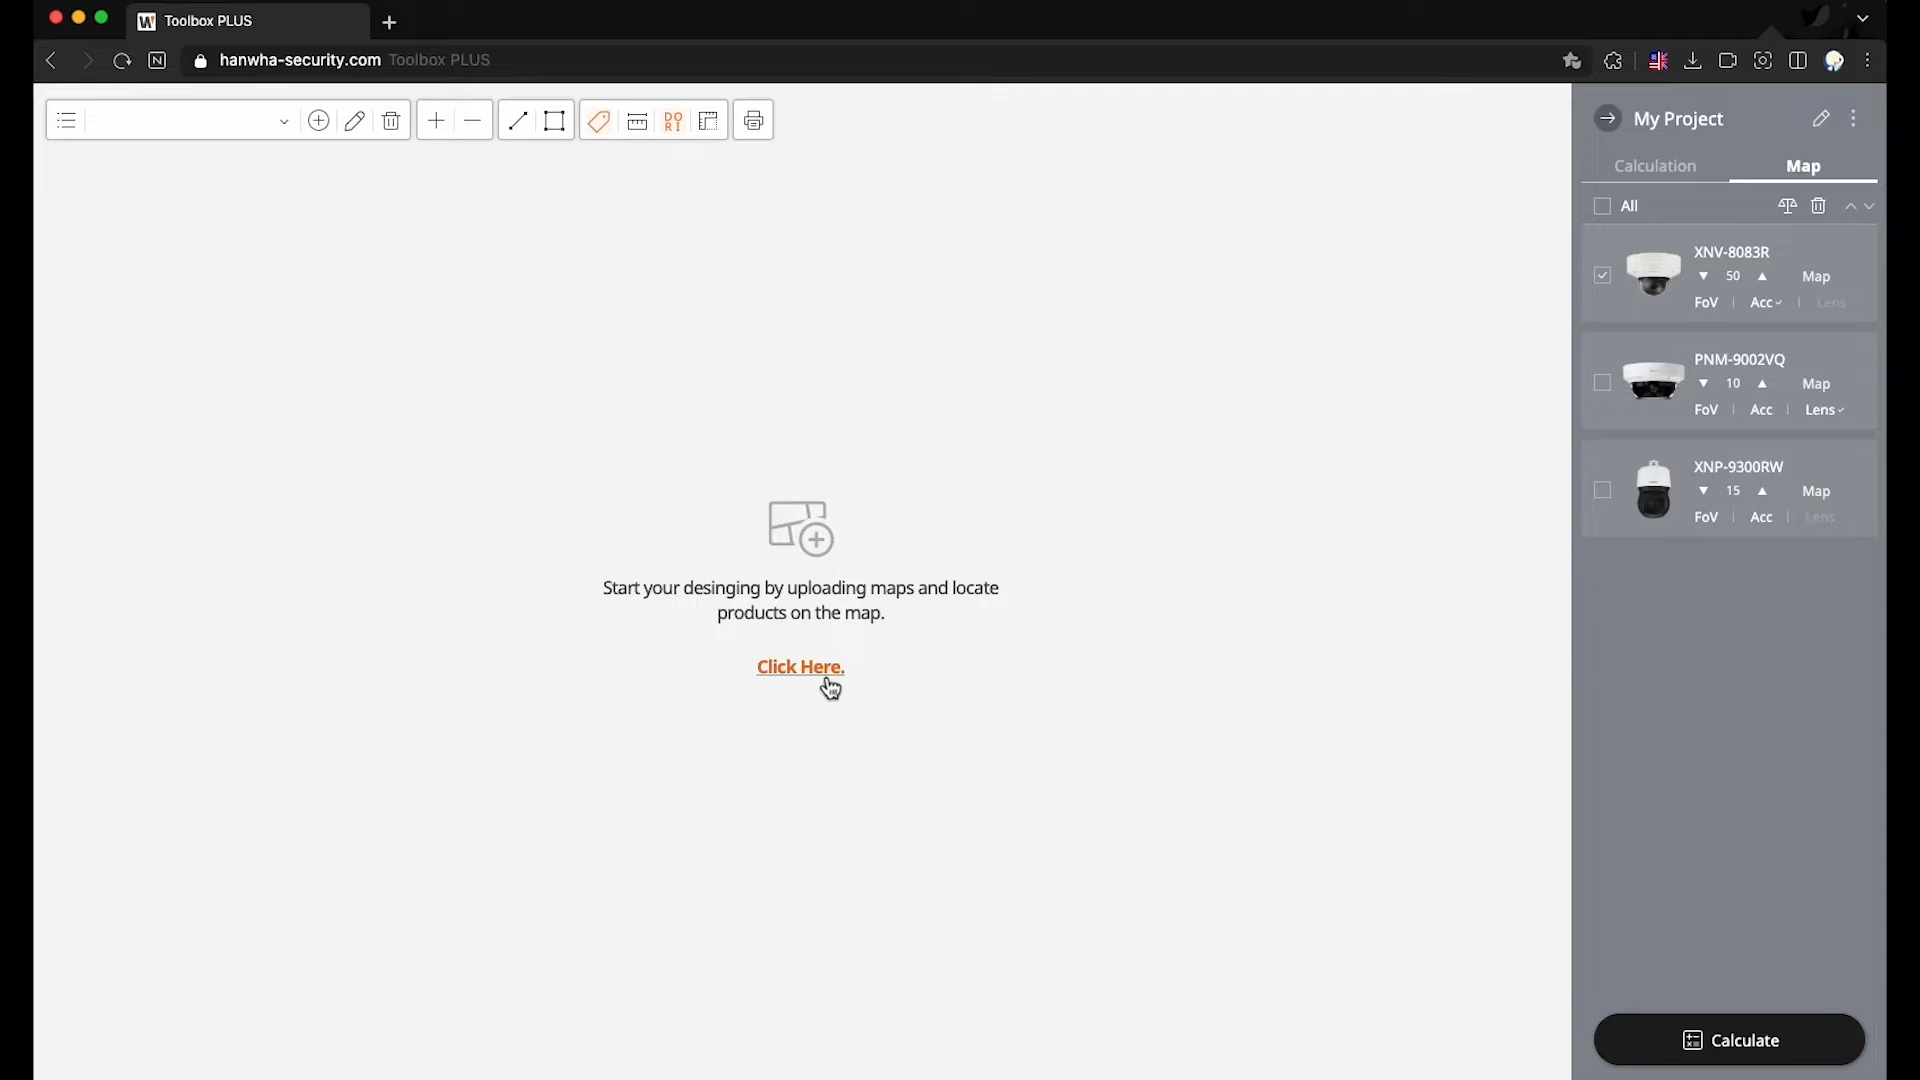 Toolbox PLUS
hanwha-security.com Toolbox PLUS
DO
RI
My Project
Calculation Map
All
XNV-8083R
50 Map
FoV Acc Lens
PNM-9002VQ
10 Map
FoV Acc Lens
XNP-9300RW
15 Map
FoV Acc Lens
Start your desinging by uploading maps and locate
products on the map.
Click Here.
Calculate